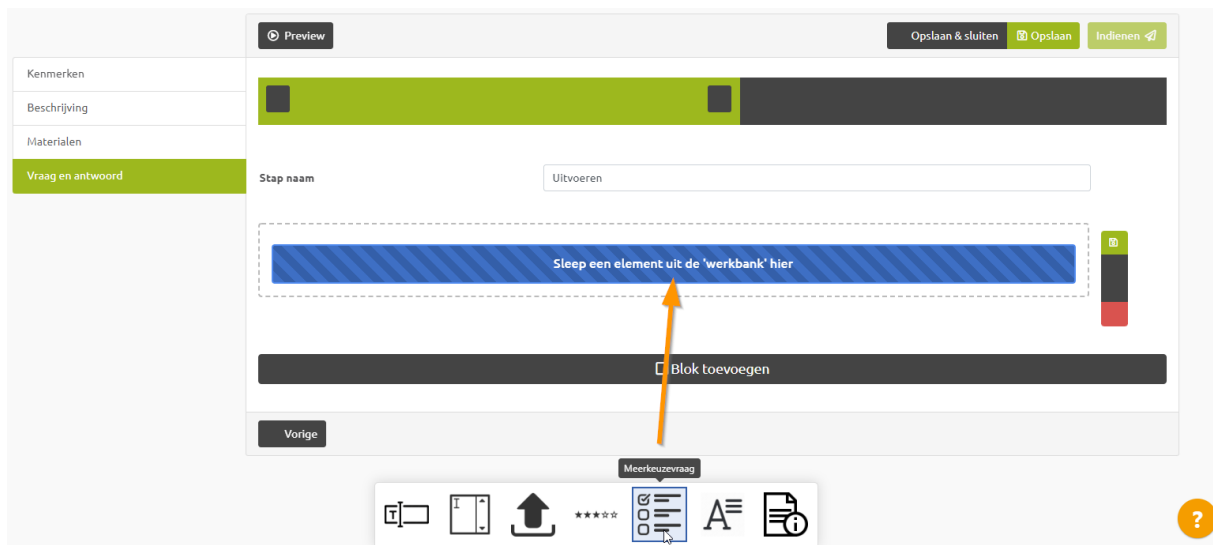 Preview
Opslaan & sluiten
Opslaan
Indienen
Kenmerken
Beschrijving
Materialen
Vraag en antwoord
Stap naam
Uitvoeren
Sleep een element uit de 'werkbank' hier
Blok toevoegen
Vorige
Meerkeuzevraag
?